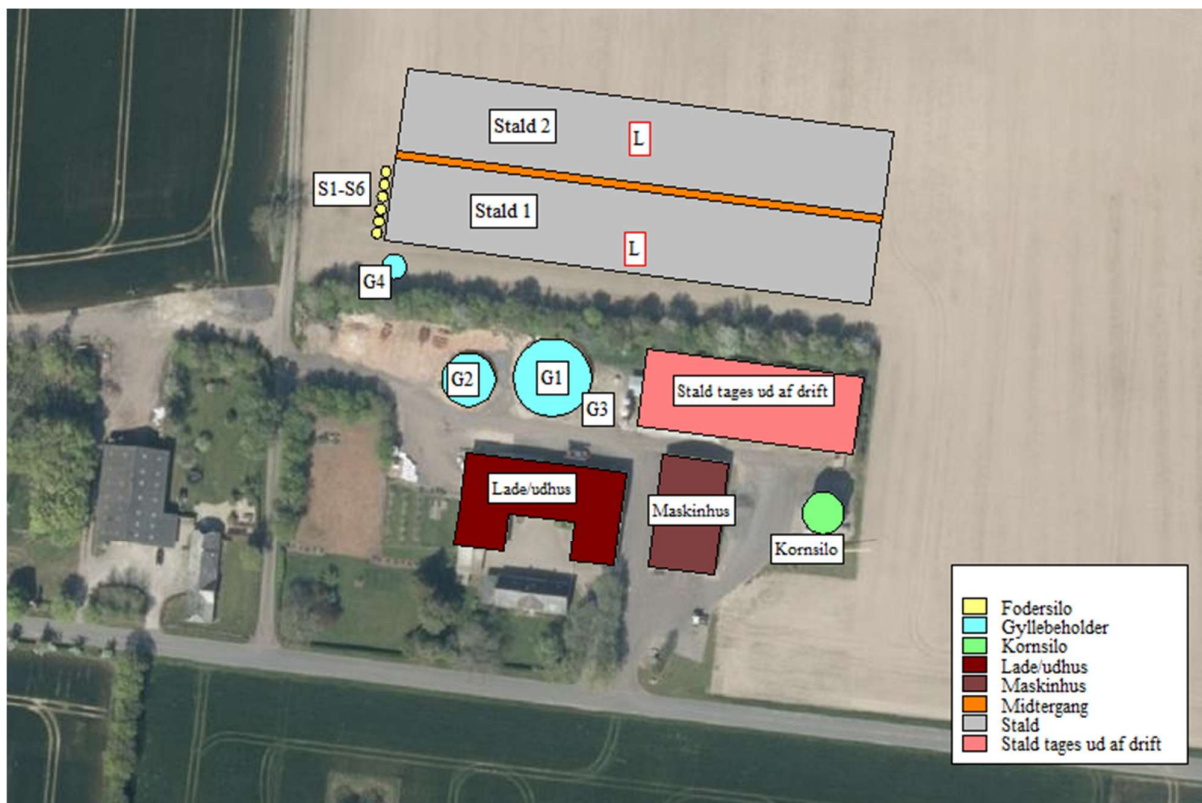 Stald 2
L
S1-S6
Stald 1
L
G4
G2
G1
G3
Stald tages ud af drift
Lade/udhus
Maskinhus
Kornsilo
Fodersilo
Gyllebeholder
Kornsilo
Lade/udhus
Maskinhus
Midtergang
Stald
Stald tages ud af drift